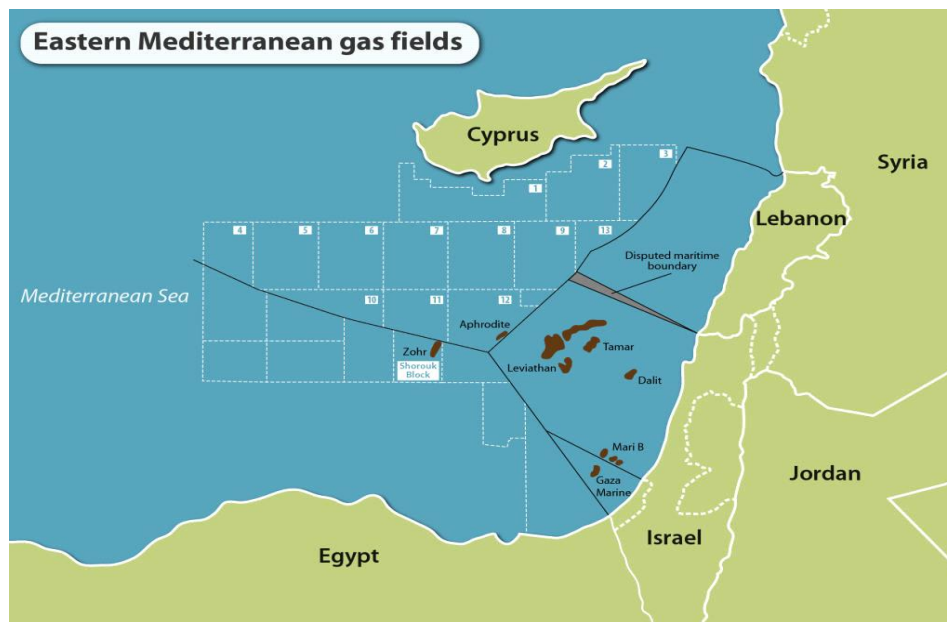 Eastern Mediterranean gas fields
Cyprus
Syria
Lebanon
3
2
1
4
5
6
7
8
9
13
Disputed maritime
boundary
Mediterranean Sea
10
11
12
Aphrodite
Zohr
Shorouk
Block
Leviathan
Tamar
Dalit
Mari B
Gaza
Marine
Jordan
Israel
Egypt